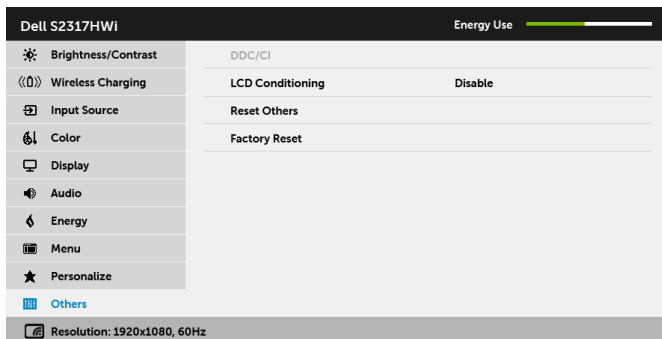 Dell S2317HWi
Energy Use
Brightness/Contrast
DDC/CI
Wireless Charging
LCD Conditioning
Disable
Input Source
Reset Others
Color
Factory Reset
Display
Audio
Energy
Menu
Personalize
Others
Resolution: 1920x1080, 60Hz